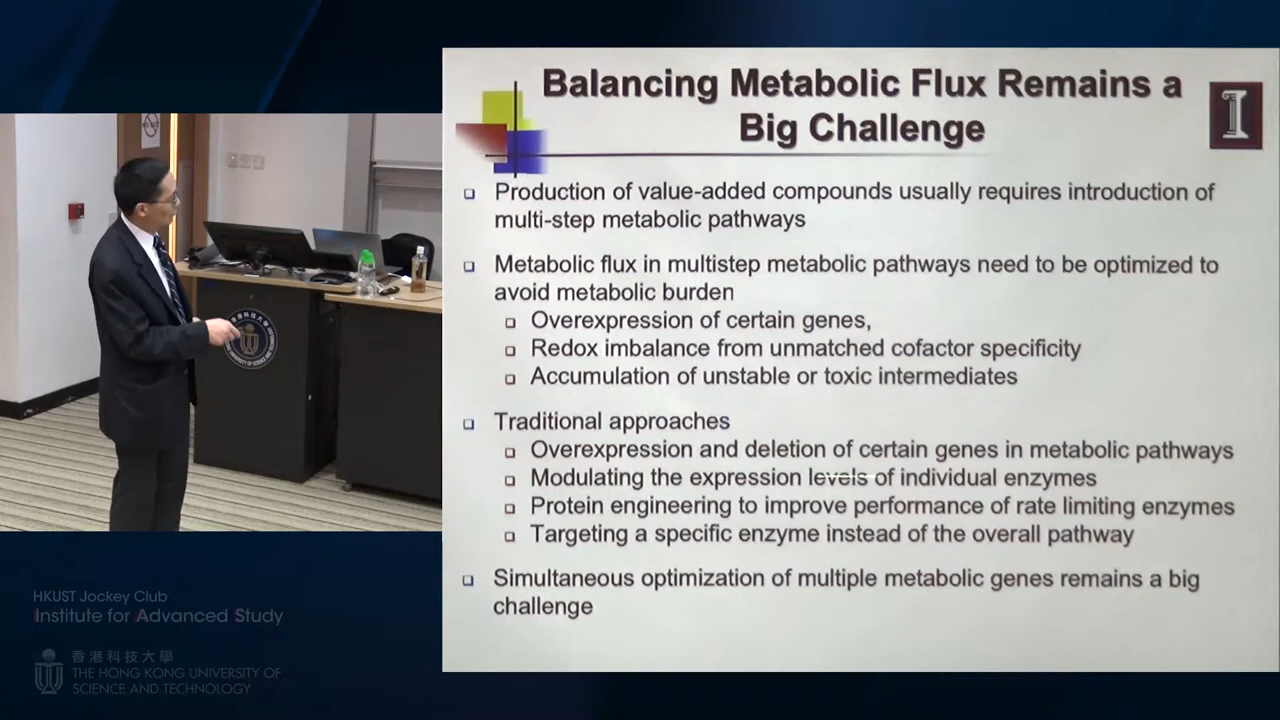 Balancing Metabolic Flux Remains a
Big Challenge
Production of value-added compounds usually requires introduction of
multi-step metabolic pathways
Metabolic flux in multistep metabolic pathways need to be optimized to
avoid metabolic burden
Overexpression of certain genes,
Redox imbalance from unmatched cofactor specificity
Accumulation of unstable or toxic intermediates
Traditional approaches
Overexpression and deletion of certain genes in metabolic pathways
Modulating the expression levels of individual enzymes
Protein engineering to improve performance of rate limiting enzymes
Targeting a specific enzyme instead of the overall pathway
Simultaneous optimization of multiple metabolic genes remains a big
challenge
HKUST Jockey Club
Institute for Advanced Study
香港科技大學
THE HONG KONG UNIVERSITY OF
SCIENCE AND TECHNOLOGY